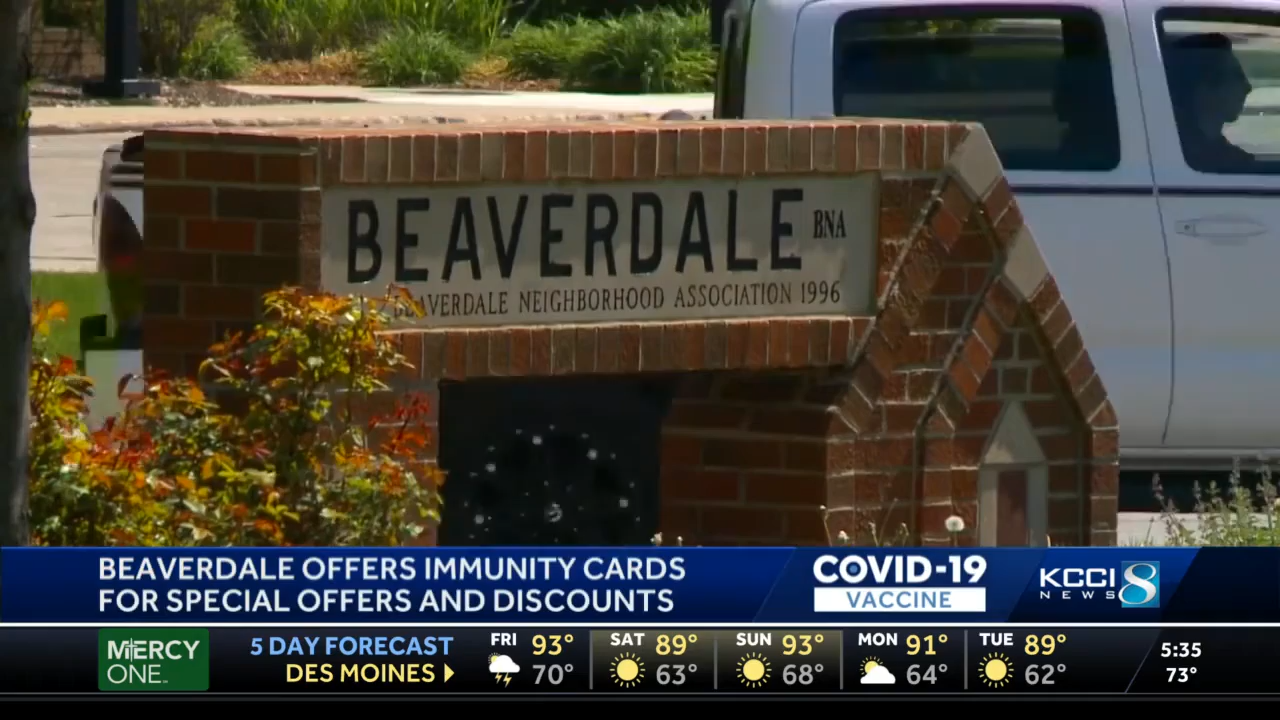 BEAVERDALE BNA
BEAVERDALE NEIGHBORHOOD ASSOCIATION 1996
BEAVERDALE OFFERS IMMUNITY CARDS
FOR SPECIAL OFFERS AND DISCOUNTS
COVID-19
VACCINE
KCCI 8
NEWS
MERCY
ONE
5 DAY FORECAST
DES MOINES
FRI 93° 70°
SAT 89° 63°
SUN 93° 68°
MON 91° 64°
TUE 89° 62°
5:35
73°